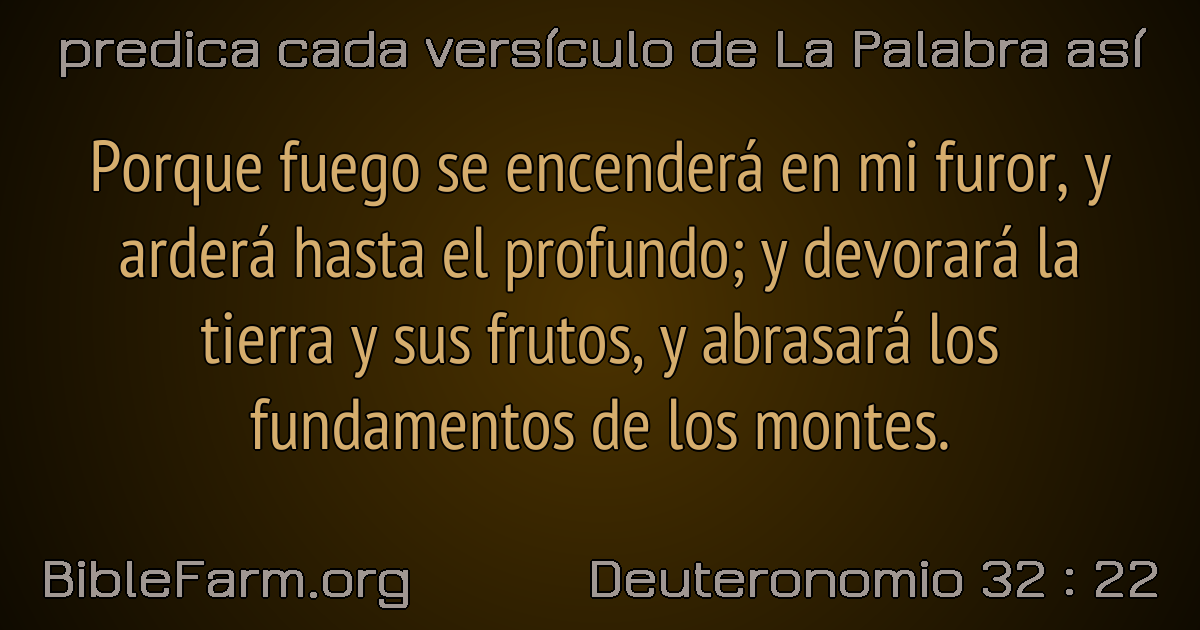 predica cada versículo de La Palabra así
Porque fuego se encenderá en mi furor, y
arderá hasta el profundo; y devorará la
tierra y sus frutos, y abrasará los
fundamentos de los montes.
BibleFarm.org Deuteronomio 32 : 22